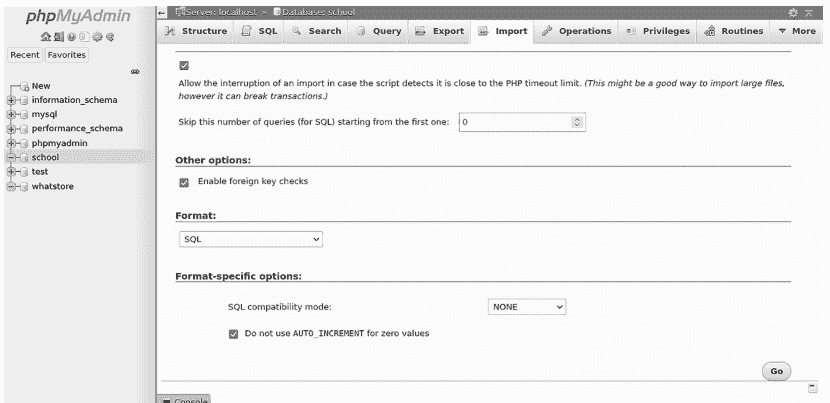 phpMyAdmin
Recent Favorites
New
information_schema
mysql
performance_schema
phpmyadmin
school
test
whatstore
Server: localhost » Database: school
Structure SQL Search Query Export Import Operations Privileges Routines More
Allow the interruption of an import in case the script detects it is close to the PHP timeout limit. (This might be a good way to import large files,
however it can break transactions.)
Skip this number of queries (for SQL) starting from the first one: 0
Other options:
Enable foreign key checks
Format:
SQL
Format-specific options:
SQL compatibility mode: NONE
Do not use AUTO_INCREMENT for zero values
Go
Console